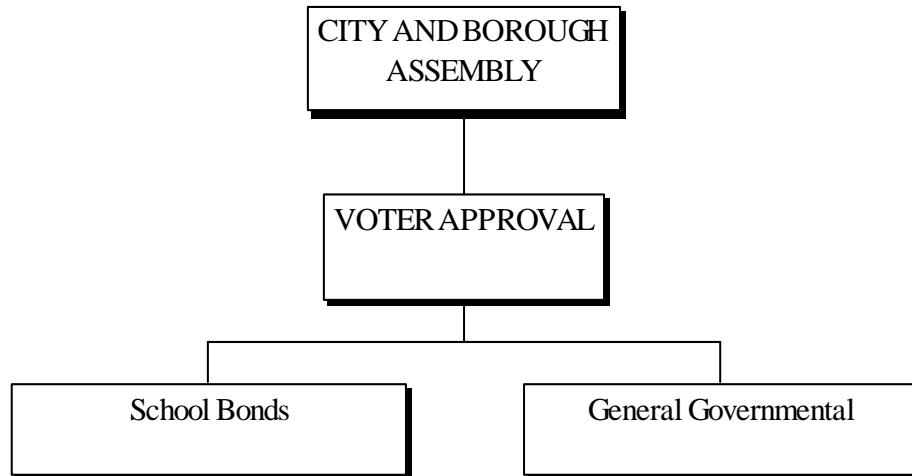 CITY AND BOROUGH
ASSEMBLY
VOTER APPROVAL
School Bonds
General Governmental